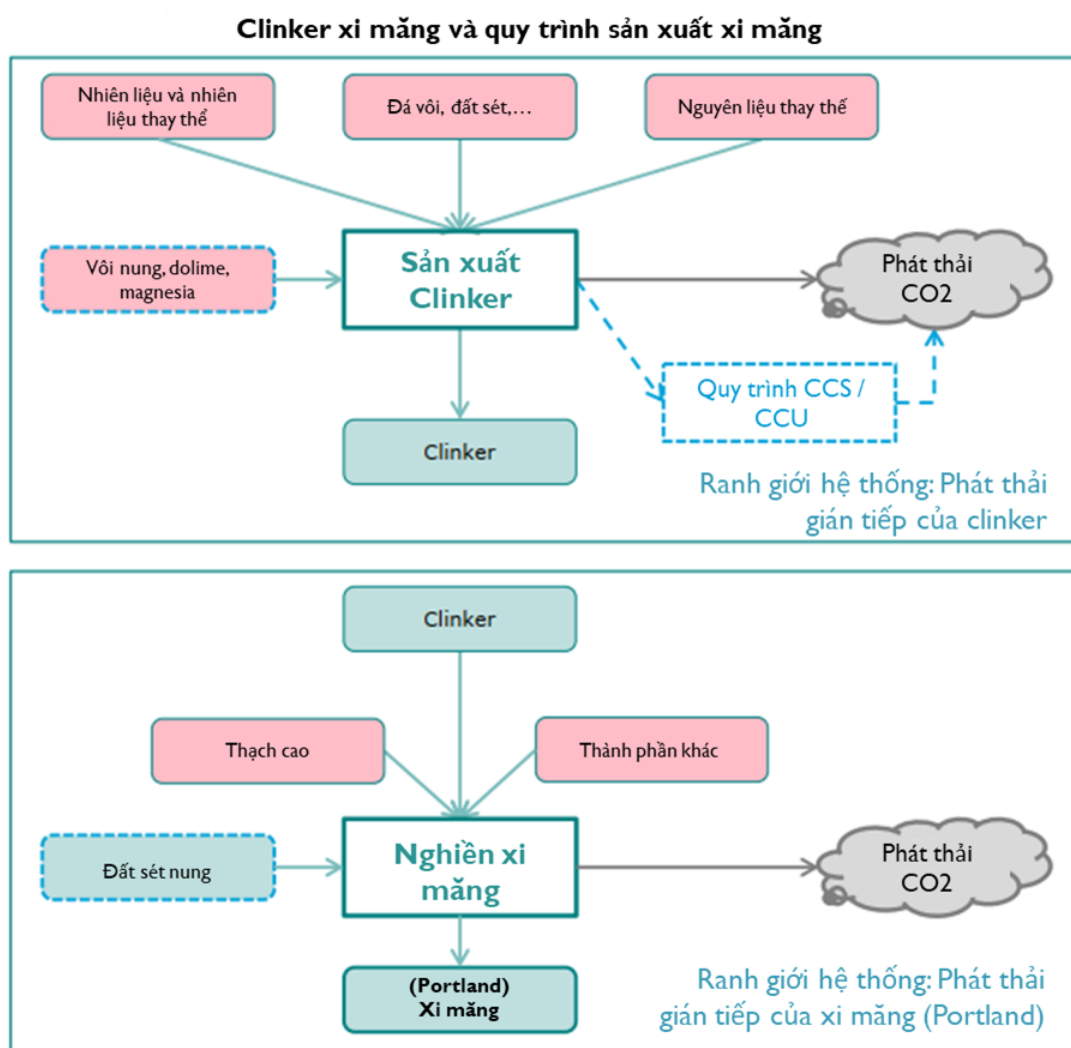 Clinker xi măng và quy trình sản xuất xi măng
Nhiên liệu và nhiên
liệu thay thể
Đá vôi, đất sét,...
Nguyên liệu thay thế
Vôi nung, dolime,
magnesia
Sản xuất
Clinker
Phát thải
CO2
Quy trình CCS /
CCU
Clinker
Ranh giới hệ thống: Phát thải
gián tiếp của clinker
Clinker
Thạch cao
Thành phần khác
Đất sét nung
Nghiền xi
măng
Phát thải
CO2
(Portland)
Xi măng
Ranh giới hệ thống: Phát thải
gián tiếp của xi măng (Portland)